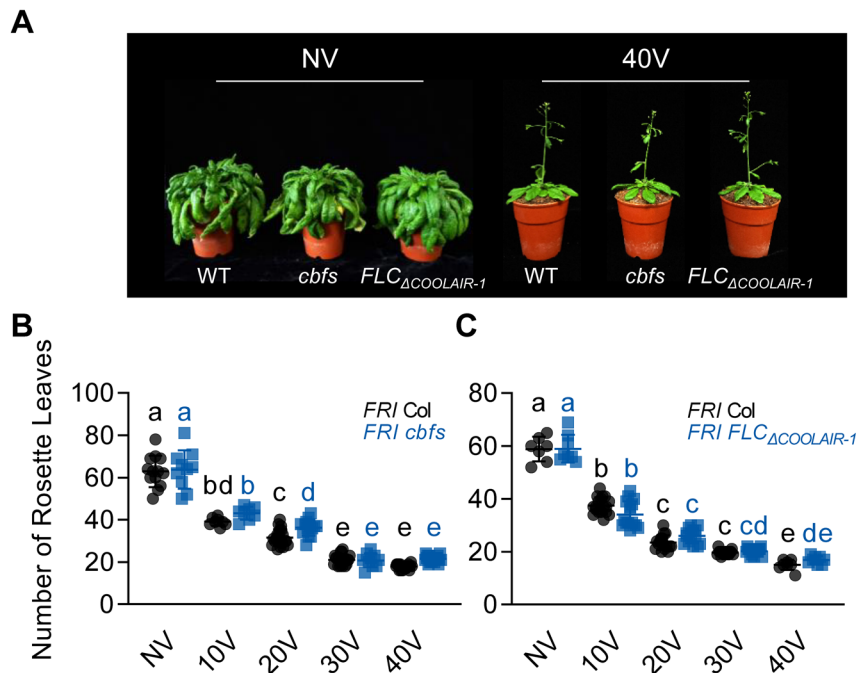 A
NV 40V
WT cbfs FLCΔCOOLAIR-1 WT cbfs FLCΔCOOLAIR-1
B
C
Number of Rosette Leaves
100
80
60
40
20
0
FRI Col
FRI cbfs
a a bd b c d e e e e
NV 10V 20V 30V 40V
80
60
40
20
0
FRI Col
FRI FLCΔCOOLAIR-1
a a b b c c c cd e de
NV 10V 20V 30V 40V